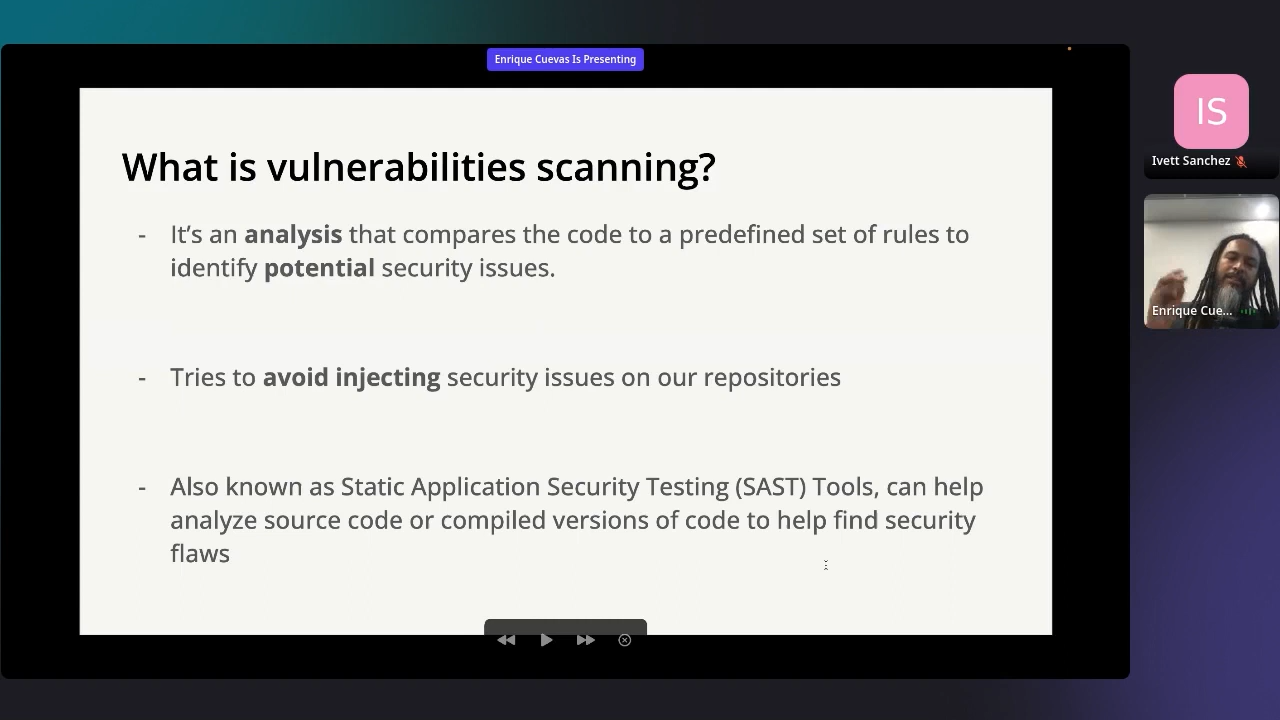 Enrique Cuevas Is Presenting
What is vulnerabilities scanning?
- It’s an analysis that compares the code to a predefined set of rules to
identify potential security issues.
- Tries to avoid injecting security issues on our repositories
- Also known as Static Application Security Testing (SAST) Tools, can help
analyze source code or compiled versions of code to help find security
flaws
IS
Ivett Sanchez
Enrique Cue...